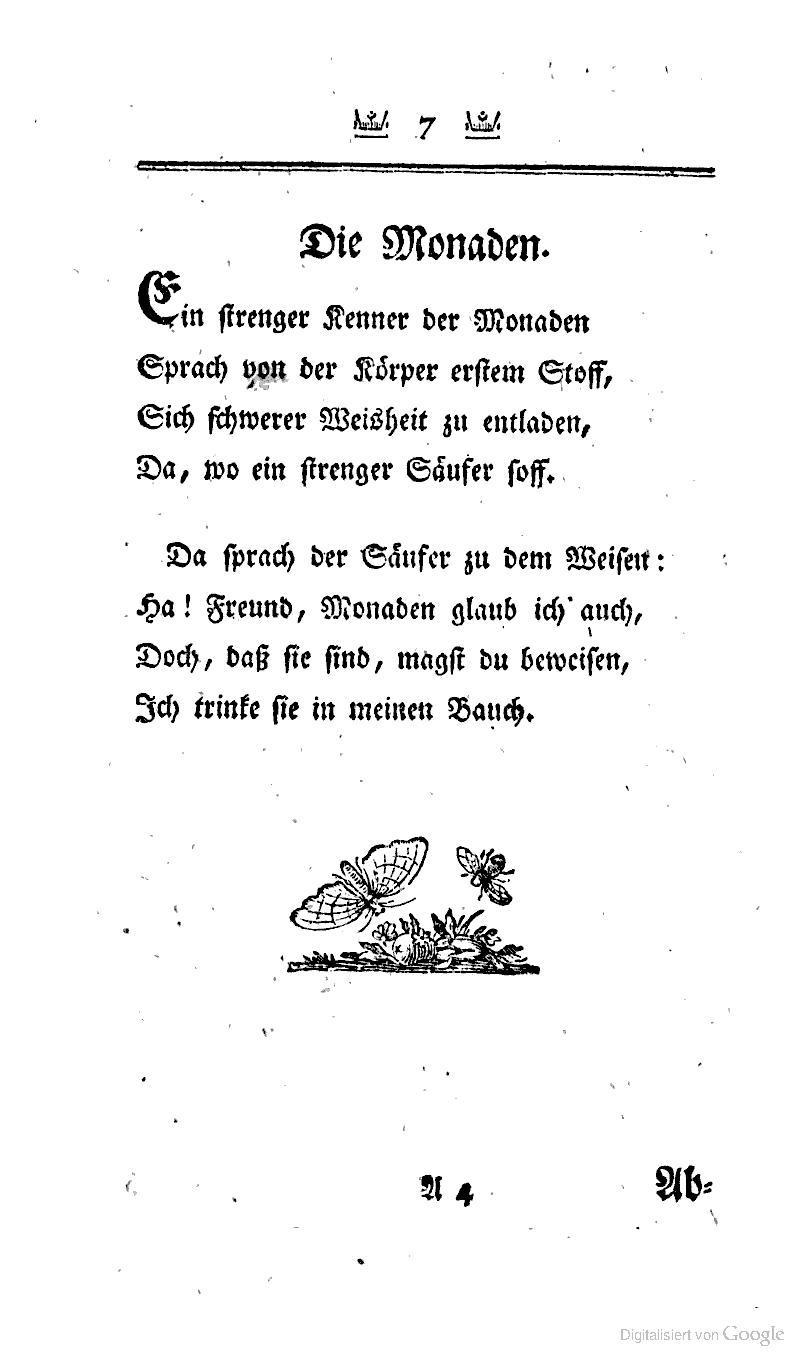 7
Die Monaden.
Ein strenger Kenner der Monaden
Sprach von der Körper erstem Stoff,
Sich schwerer Weisheit zu entladen,
Da, wo ein strenger Säufer soff.
Da sprach der Säufer zu dem Weisen:
Ha! Freund, Monaden glaub ich auch,
Doch, daß sie sind, magst du beweisen,
Ich trinke sie in meinen Bauch.
A 4 Ab-
Digitalisiert von Google